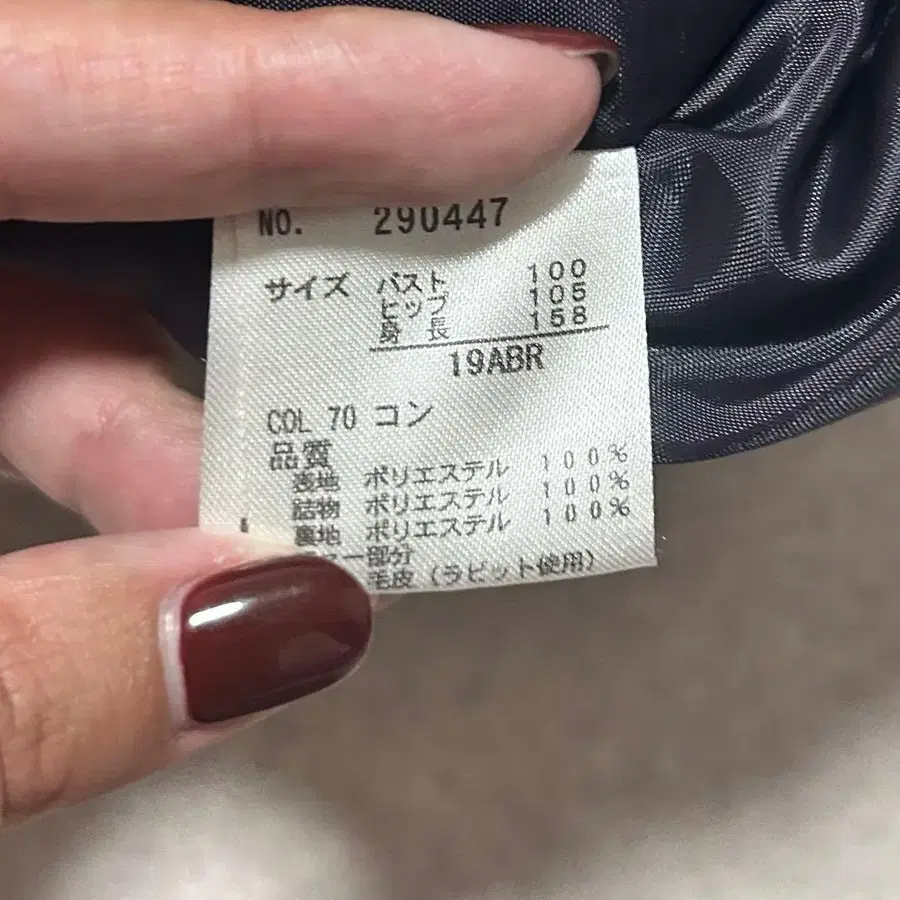 NO. 290447
サイズ バスト 100
ヒップ 105
身長 158
19ABR
COL 70 コン
品質
表地 ポリエステル 100%
詰物 ポリエステル 100%
裏地 ポリエステル 100%
ー部分
毛皮(ラビット使用)